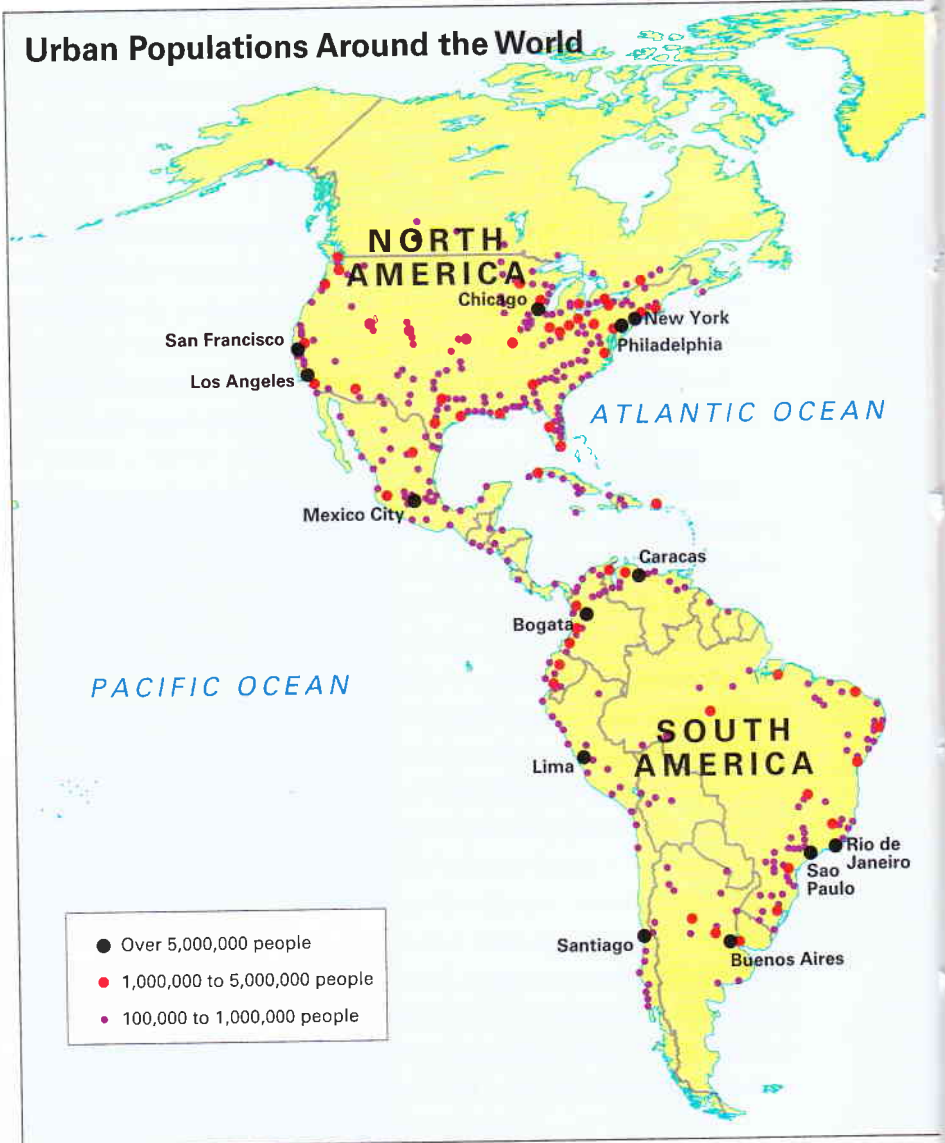 Urban Populations Around the World
NORTH
AMERICA
Chicago
New York
Philadelphia
San Francisco
Los Angeles
ATLANTIC OCEAN
Mexico City
Caracas
Bogata
PACIFIC OCEAN
SOUTH
AMERICA
Lima
Rio de
Janeiro
Sao
Paulo
Santiago
Buenos Aires
Over 5,000,000 people
1,000,000 to 5,000,000 people
100,000 to 1,000,000 people